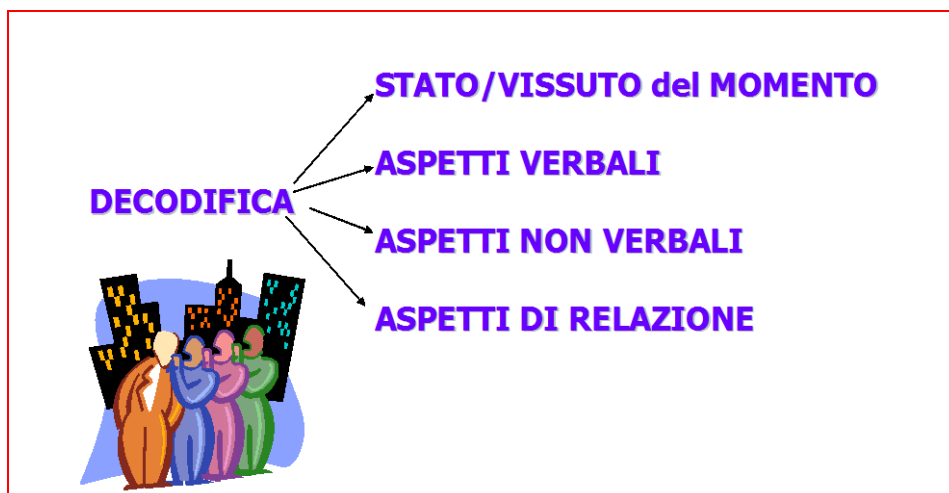 STATO/VISSUTO del MOMENTO
ASPETTI VERBALI
DECODIFICA
ASPETTI NON VERBALI
ASPETTI DI RELAZIONE